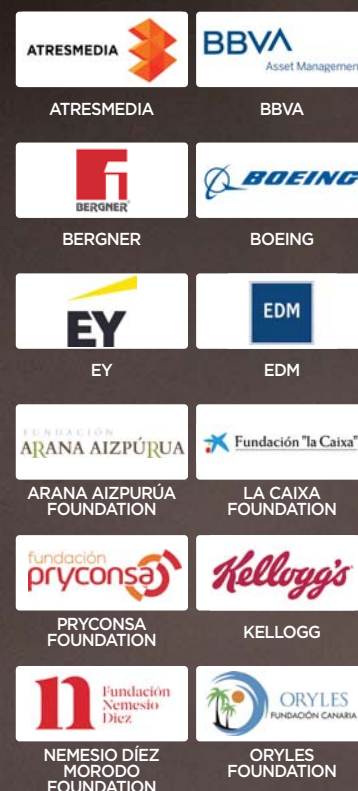 ATRESMEDIA
BBVA
Asset Management
ATRESMEDIA
BBVA
BERGNER
BOEING
BERGNER
BOEING
EY
EDM
EY
EDM
FUNDACIÓN
ARANA AIZPÚRUA
Fundación "la Caixa"
ARANA AIZPURÚA
FOUNDATION
LA CAIXA
FOUNDATION
fundación
pryconsa
Kellogg's
PRYCONSA
FOUNDATION
KELLOGG
n
Fundación
Nemesio
Diez
ORYLES
FUNDACIÓN CANARIA
NEMESIO DÍEZ
MORODO
FOUNDATION
ORYLES
FOUNDATION